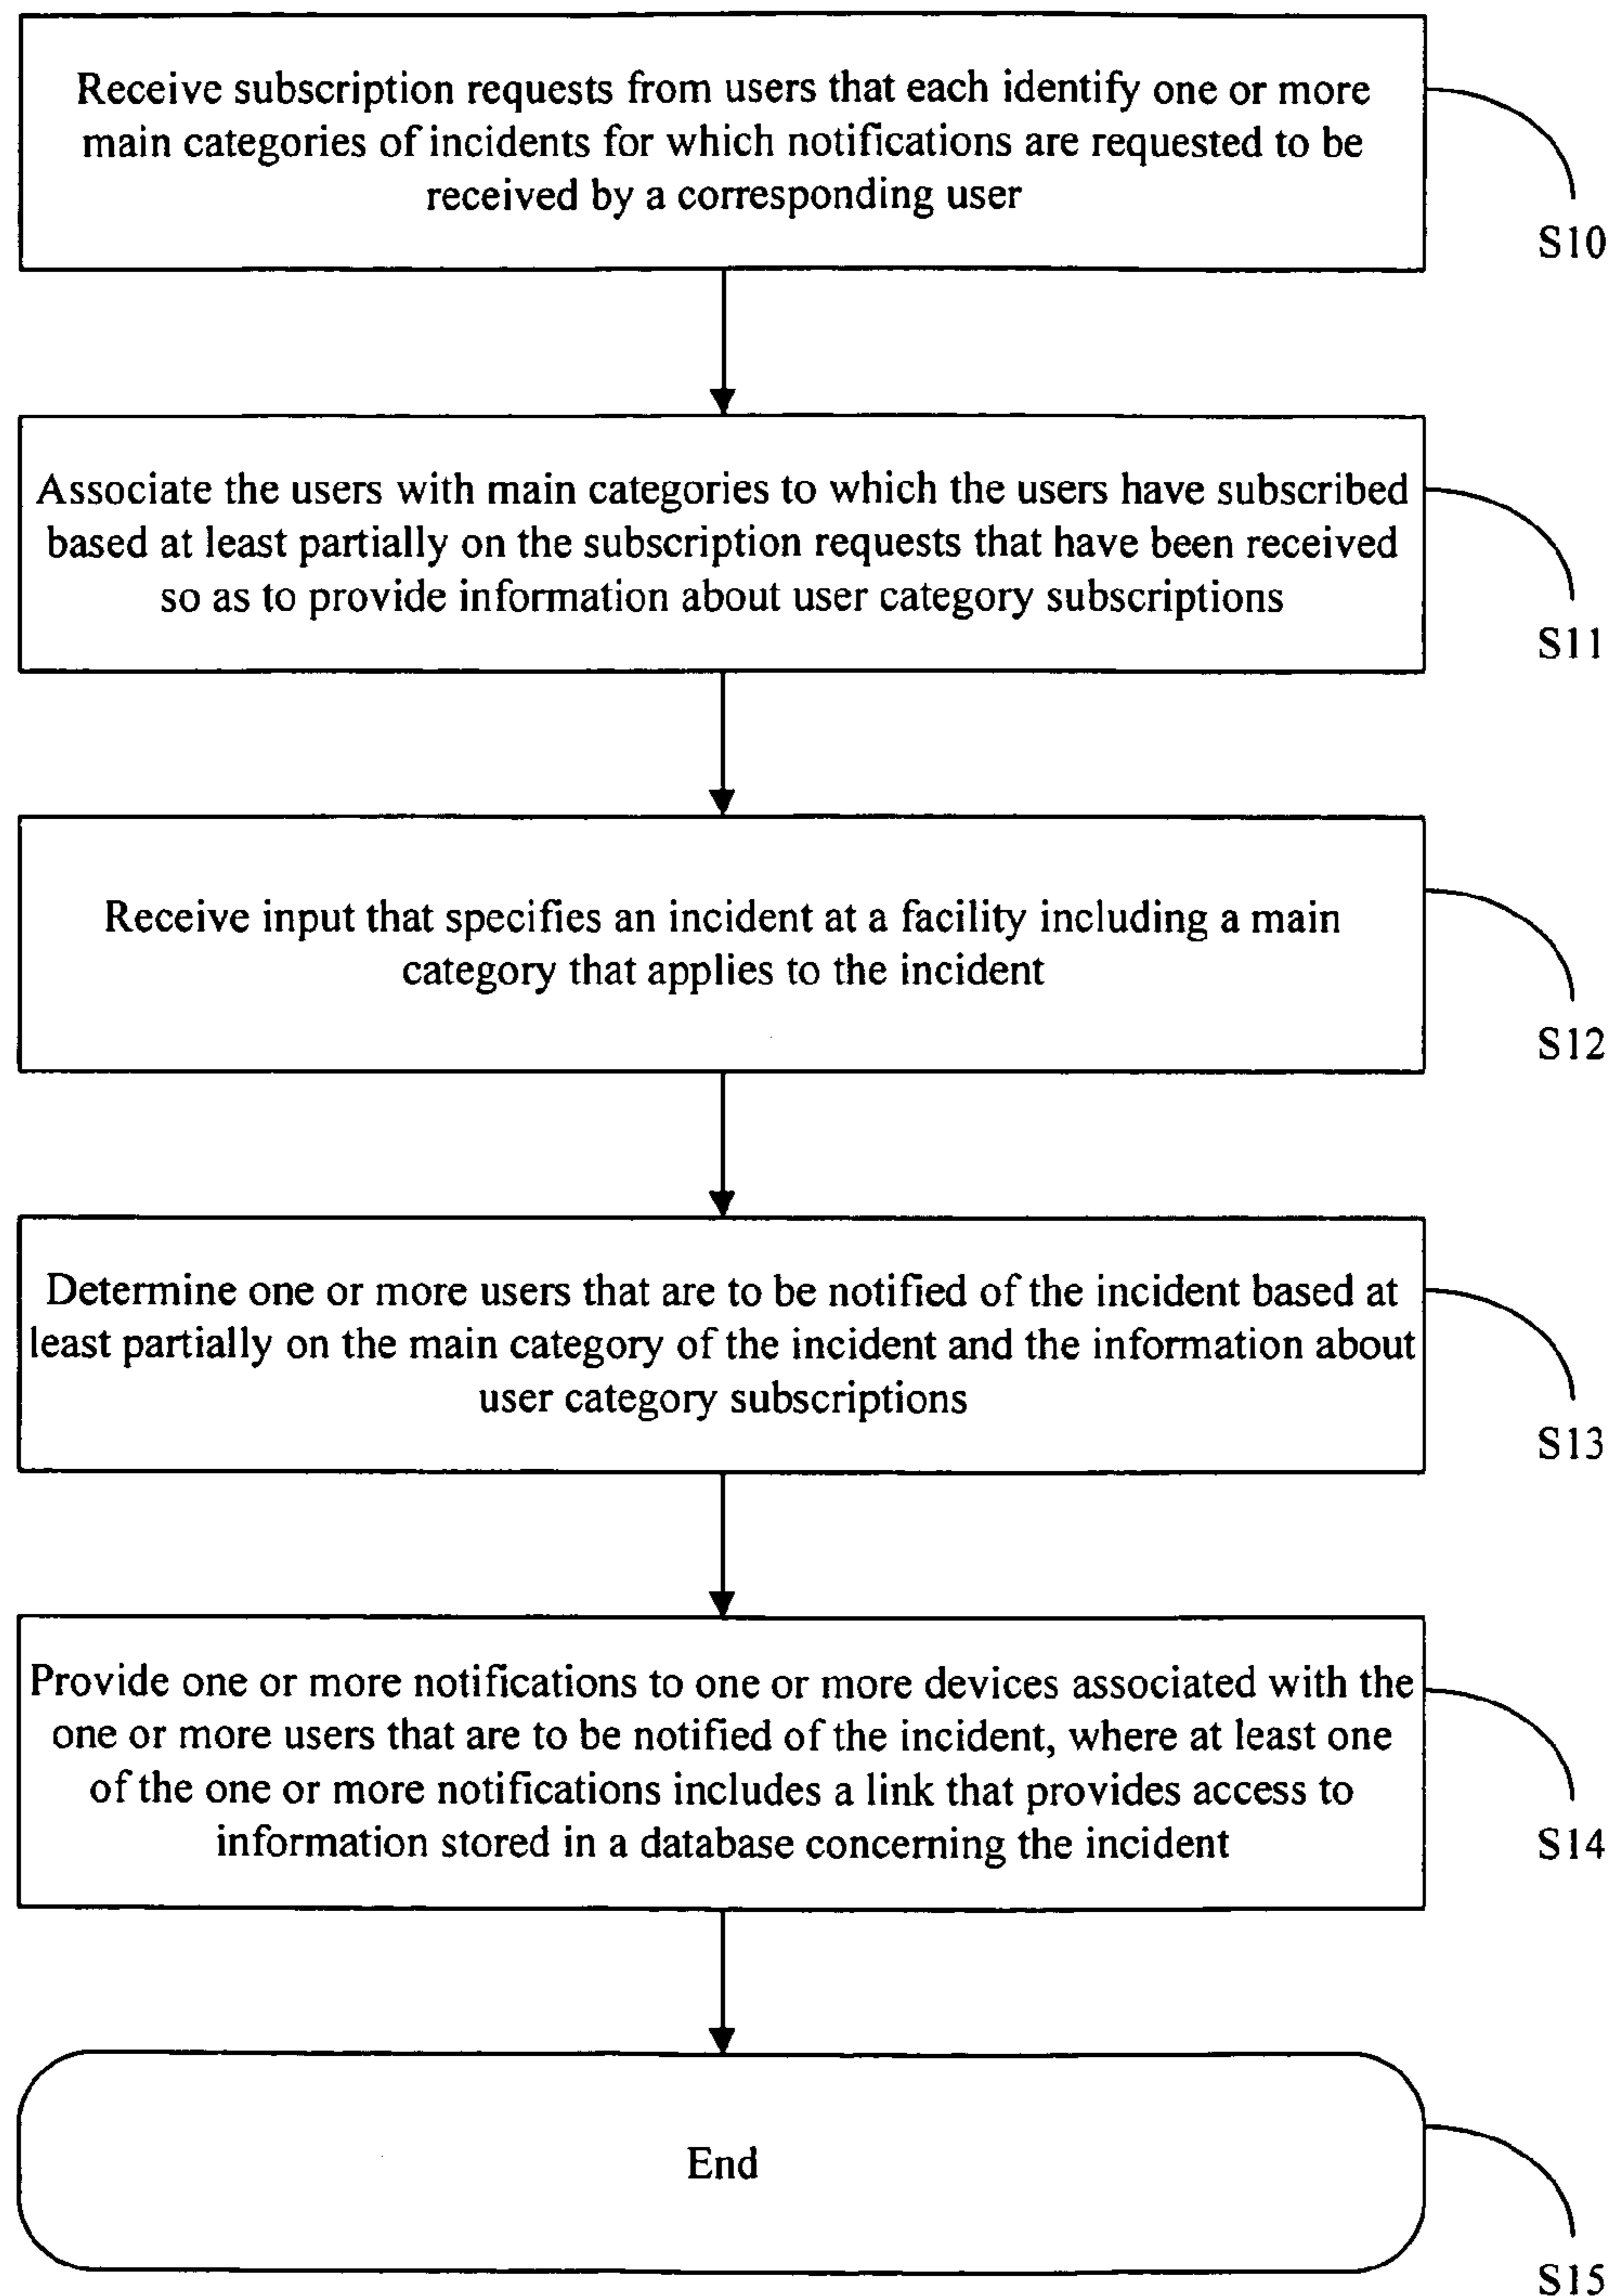 Receive subscription requests from users that each identify one or more
main categories of incidents for which notifications are requested to be
received by a corresponding user
S10
Associate the users with main categories to which the users have subscribed
based at least partially on the subscription requests that have been received
so as to provide information about user category subscriptions
S11
Receive input that specifies an incident at a facility including a main
category that applies to the incident
S12
Determine one or more users that are to be notified of the incident based at
least partially on the main category of the incident and the information about
user category subscriptions
S13
Provide one or more notifications to one or more devices associated with the
one or more users that are to be notified of the incident, where at least one
of the one or more notifications includes a link that provides access to
information stored in a database concerning the incident
S14
End
S15